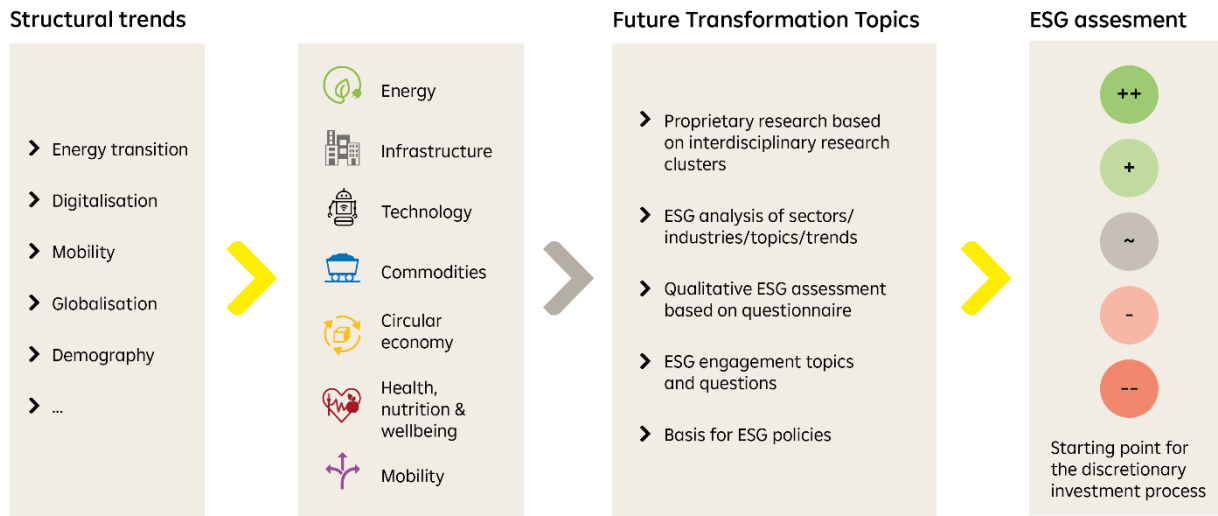 Structural trends
Energy transition
Digitalisation
Mobility
Globalisation
Demography
...
Energy
Infrastructure
Technology
Commodities
Circular
economy
Health,
nutrition &
wellbeing
Mobility
Future Transformation Topics
Proprietary research based
on interdisciplinary research
clusters
ESG analysis of sectors/
industries/topics/trends
Qualitative ESG assessment
based on questionnaire
ESG engagement topics
and questions
Basis for ESG policies
ESG assesment
++
+
~
-
--
Starting point for
the discretionary
investment process